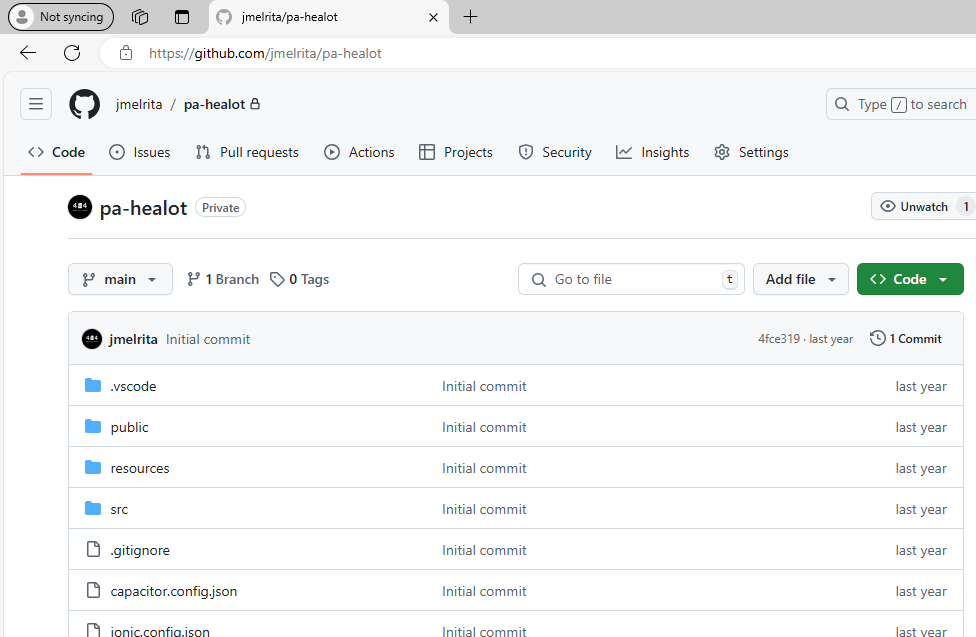 Not syncing
jmelrita/pa-healot
https://github.com/jmelrita/pa-healot
jmelrita / pa-healot
Type / to search
Code
Issues
Pull requests
Actions
Projects
Security
Insights
Settings
484
pa-healot
Private
Unwatch 1
main
1 Branch
0 Tags
Go to file
t
Add file
Code
484
jmelrita Initial commit
4fce319 · last year
1 Commit
.vscode Initial commit last year
public Initial commit last year
resources Initial commit last year
src Initial commit last year
.gitignore Initial commit last year
capacitor.config.json Initial commit last year
ionic.config.json Initial commit last year